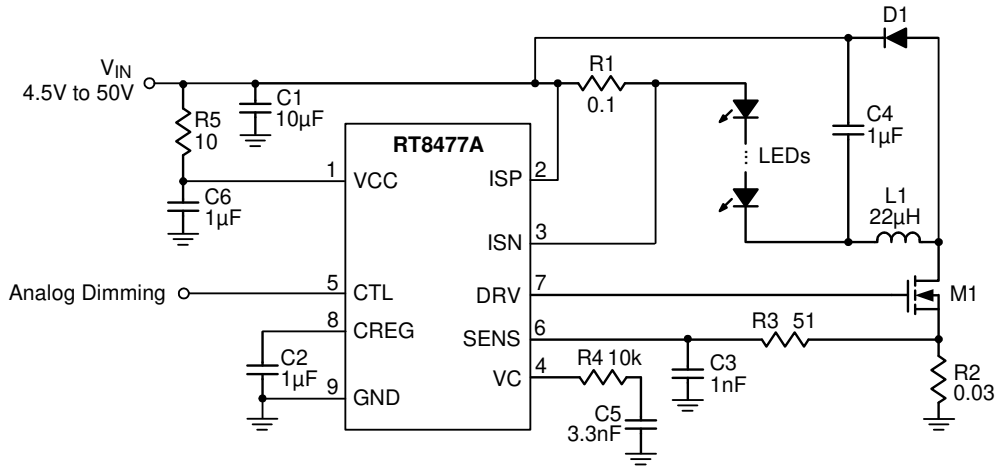 D1
VIN
4.5V to 50V
R1
0.1
C1
10µF
R5
10
C4
1µF
RT8477A
LEDs
1
VCC
ISP
2
C6
1µF
L1
22µH
ISN
3
Analog Dimming
5
CTL
DRV
7
M1
8
CREG
SENS
6
R3 51
C2
1µF
R4 10k
C3
1nF
VC
4
R2
0.03
9
GND
C5
3.3nF